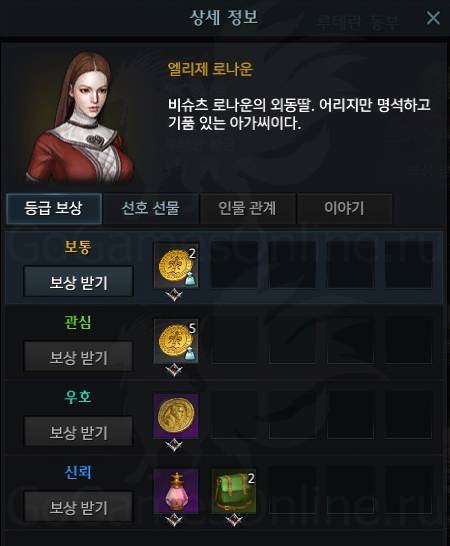 상세 정보
루테란 동부
엘리제 로나운
비슈츠 로나운의 외동딸. 어리지만 명석하고
기품 있는 아가씨이다.
등급 보상 선호 선물 인물 관계 이야기
보통
보상 받기
2
관심
보상 받기
5
우호
보상 받기
신뢰
보상 받기
2
GoGamesOnline.ru
GoGamesOnline.ru